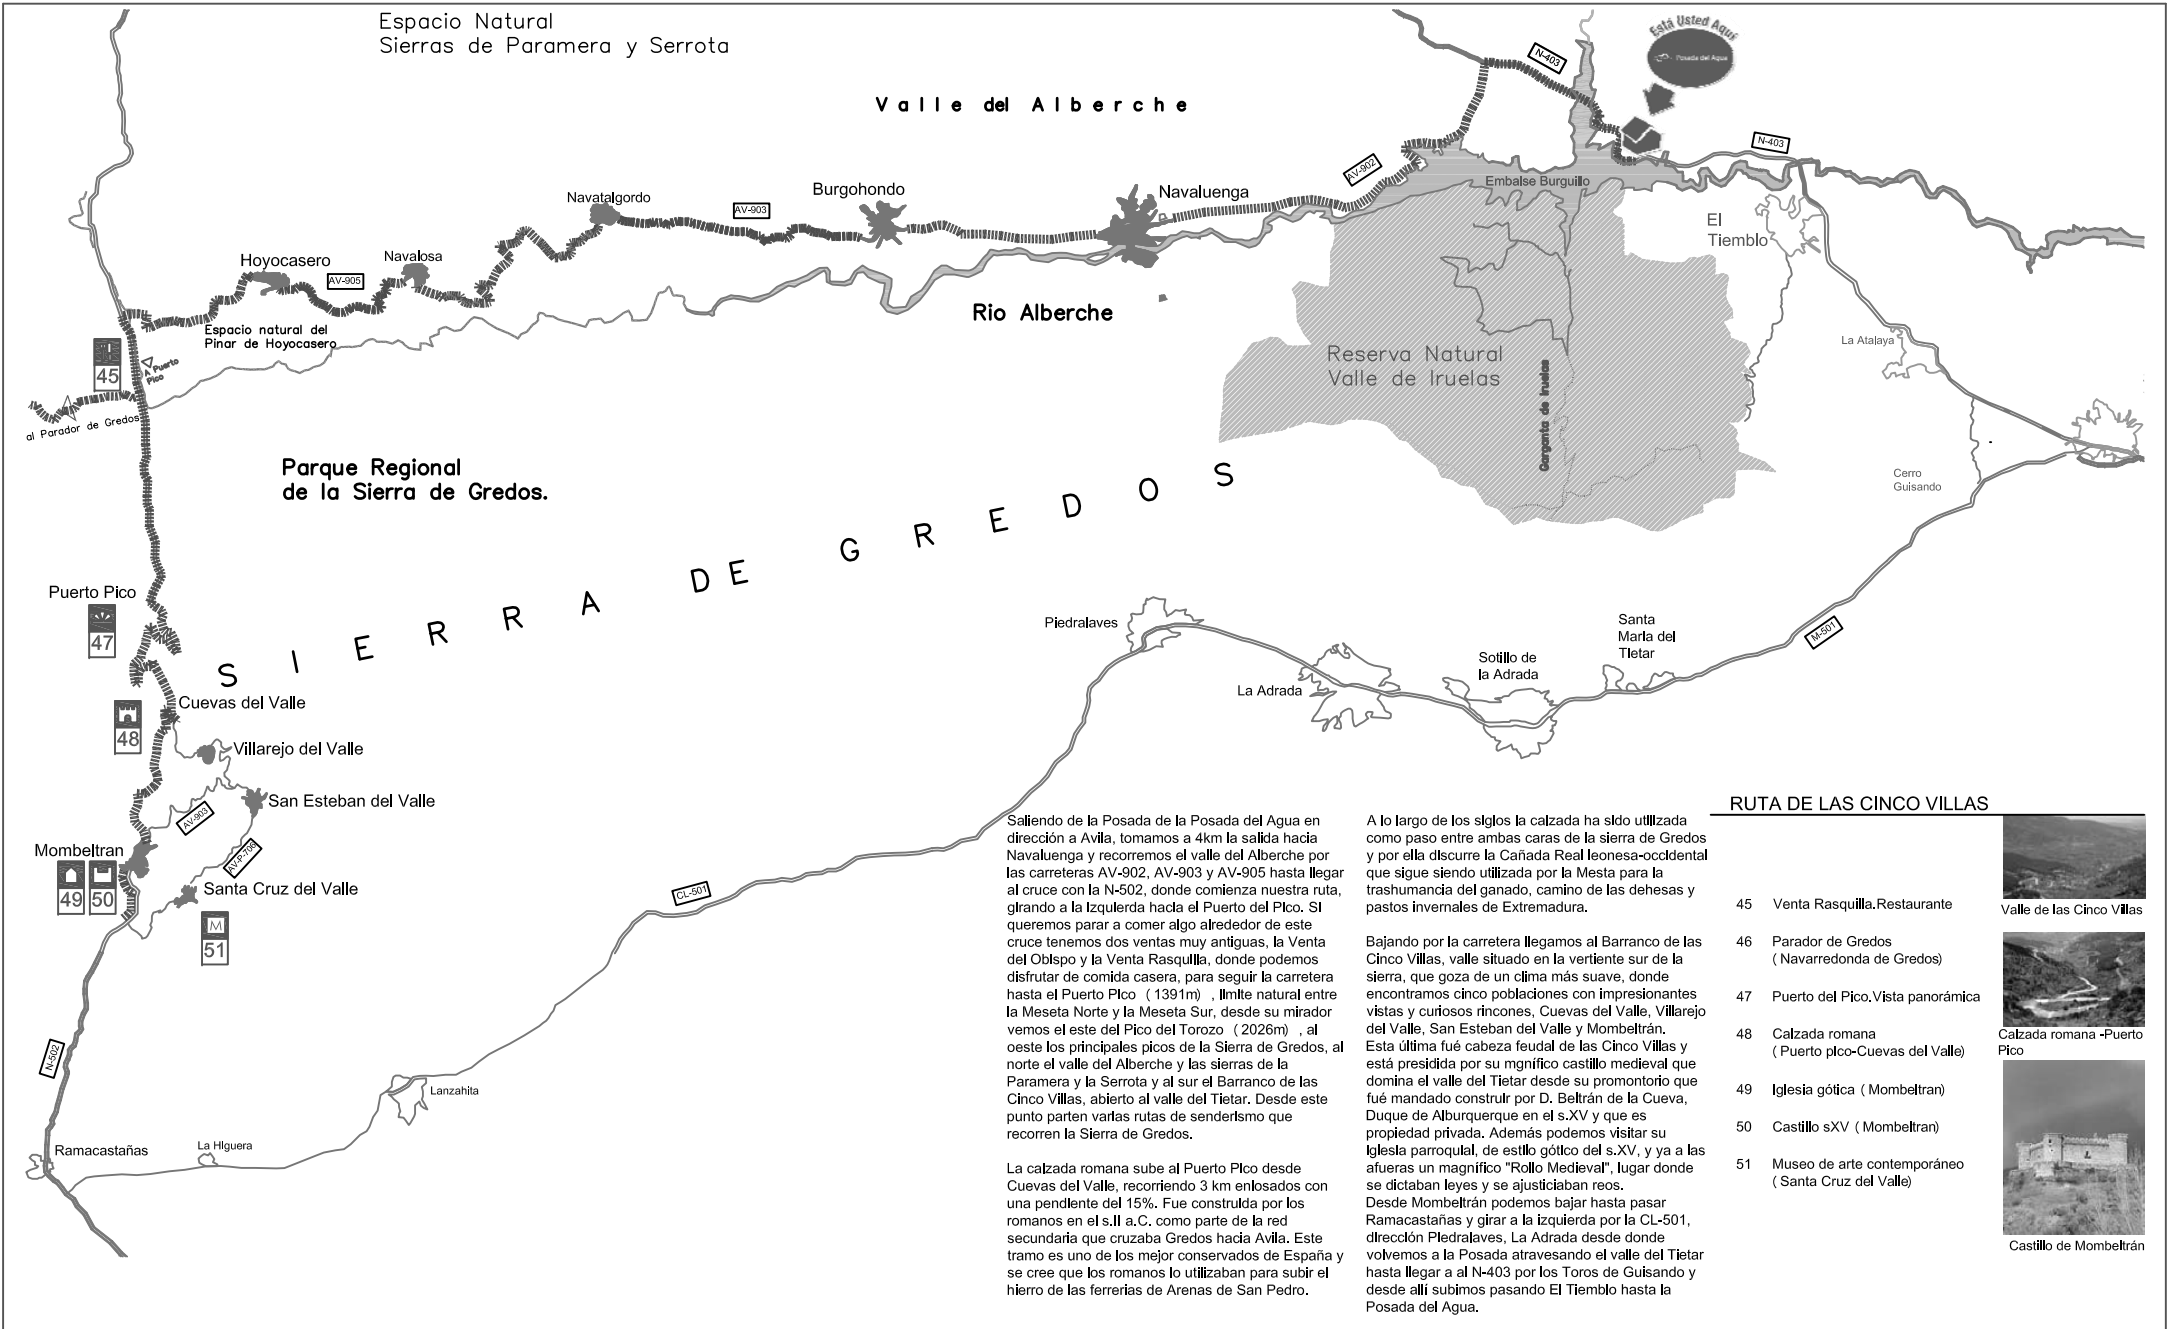 Espacio Natural
Sierras de Paramera y Serrota
Valle del Alberche
N-403
Está Usted Aquí
Posada del Agua
N-403
AV-902
Embalse Burguillo
El
Tiemblo
Navaluenga
Burgohondo
AV-903
Navatalgordo
Navalosa
Hoyocasero
AV-905
Espacio natural del
Pinar de Hoyocasero
Rio Alberche
45
A Puerto
Pico
al Parador de Gredos
Reserva Natural
Valle de Iruelas
Garganta de Iruelas
La Atalaya
Cerro
Guisando
Parque Regional
de la Sierra de Gredos.
SIERRA DE GREDOS
Puerto Pico
47
Cuevas del Valle
48
Villarejo del Valle
San Esteban del Valle
AV-903
AV-P-706
Mombeltran
49
50
Santa Cruz del Valle
M
51
N-502
Ramacastañas
La HIguera
Lanzahita
CL-501
Piedralaves
La Adrada
Sotillo de
la Adrada
Santa
MarIa del
TIetar
M-501
Saliendo de la Posada de la Posada del Agua en
dirección a Avila, tomamos a 4km la salida hacia
Navaluenga y recorremos el valle del Alberche por
las carreteras AV-902, AV-903 y AV-905 hasta llegar
al cruce con la N-502, donde comienza nuestra ruta,
gIrando a la Izquierda hacIa el Puerto del PIco. SI
queremos parar a comer algo alrededor de este
cruce tenemos dos ventas muy antiguas, la Venta
del ObIspo y la Venta RasquIlla, donde podemos
disfrutar de comida casera, para seguir la carretera
hasta el Puerto PIco ( 1391m) , lImIte natural entre
la Meseta Norte y la Meseta Sur, desde su mirador
vemos el este del Pico del Torozo ( 2026m) , al
oeste los principales picos de la Sierra de Gredos, al
norte el valle del Alberche y las sierras de la
Paramera y la Serrota y al sur el Barranco de las
Cinco Villas, abierto al valle del Tietar. Desde este
punto parten varIas rutas de senderIsmo que
recorren la Sierra de Gredos.
La calzada romana sube al Puerto PIco desde
Cuevas del Valle, recorriendo 3 km enlosados con
una pendIente del 15%. Fue construIda por los
romanos en el s.II a.C. como parte de la red
secundaria que cruzaba Gredos hacia Avila. Este
tramo es uno de los mejor conservados de España y
se cree que los romanos lo utilizaban para subir el
hierro de las ferrerias de Arenas de San Pedro.
A lo largo de los sIglos la calzada ha sIdo utIlIzada
como paso entre ambas caras de la sierra de Gredos
y por ella dIscurre la Cañada Real leonesa-occIdental
que sigue siendo utilizada por la Mesta para la
trashumancia del ganado, camino de las dehesas y
pastos invernales de Extremadura.
Bajando por la carretera llegamos al Barranco de las
Cinco Villas, valle situado en la vertiente sur de la
sierra, que goza de un clima más suave, donde
encontramos cinco poblaciones con impresionantes
vistas y curiosos rincones, Cuevas del Valle, Villarejo
del Valle, San Esteban del Valle y Mombeltrán.
Esta última fué cabeza feudal de las Cinco Villas y
está presidida por su mgnífico castillo medieval que
domina el valle del Tietar desde su promontorio que
fué mandado construIr por D. Beltrán de la Cueva,
Duque de Alburquerque en el s.XV y que es
propiedad privada. Además podemos visitar su
IglesIa parroquIal, de estIlo gótIco del s.XV, y ya a las
afueras un magnifico "Rollo Medieval", lugar donde
se dictaban leyes y se ajusticiaban reos.
Desde Mombeltrán podemos bajar hasta pasar
Ramacastañas y girar a la izquierda por la CL-501,
dIreccIón PIedralaves, La Adrada desde donde
volvemos a la Posada atravesando el valle del Tietar
hasta llegar a al N-403 por los Toros de Guisando y
desde allí subimos pasando El Tiemblo hasta la
Posada del Agua.
RUTA DE LAS CINCO VILLAS
45 Venta Rasquilla.Restaurante
46 Parador de Gredos
( Navarredonda de Gredos)
47 Puerto del Pico.Vista panorámica
48 Calzada romana
( Puerto pIco-Cuevas del Valle)
49 Iglesia gótica ( Mombeltran)
50 Castillo sXV ( Mombeltran)
51 Museo de arte contemporáneo
( Santa Cruz del Valle)
Valle de las Cinco Villas
Calzada romana -Puerto
Pico
Castillo de Mombeltrán